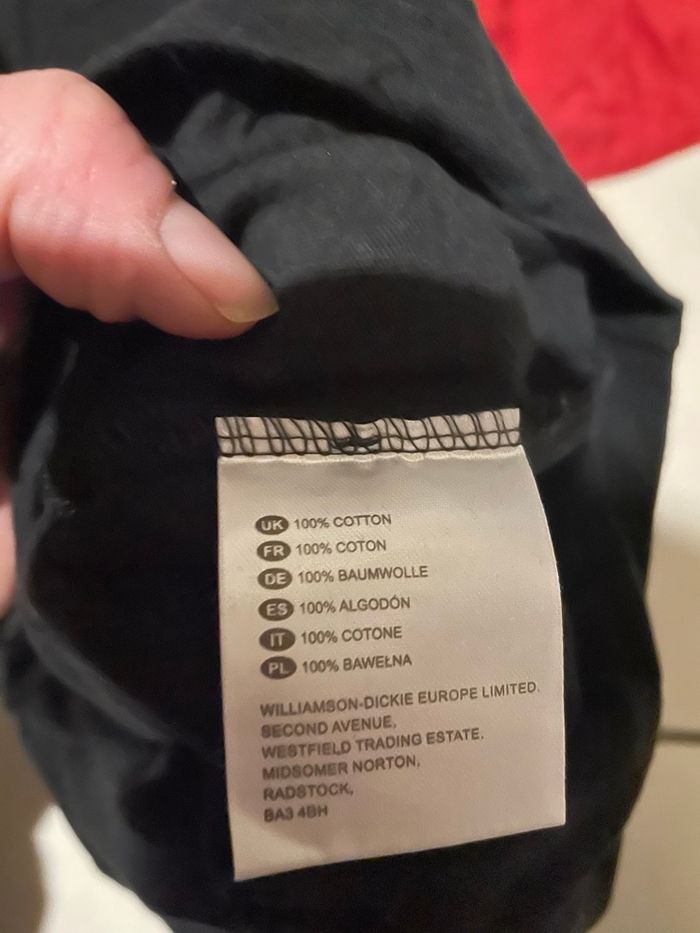 UK 100% COTTON
FR 100% COTON
DE 100% BAUMWOLLE
ES 100% ALGODÓN
IT 100% COTONE
PL 100% BAWEŁNA
WILLIAMSON-DICKIE EUROPE LIMITED.
SECOND AVENUE,
WESTFIELD TRADING ESTATE.
MIDSOMER NORTON,
RADSTOCK,
BA3 4BH